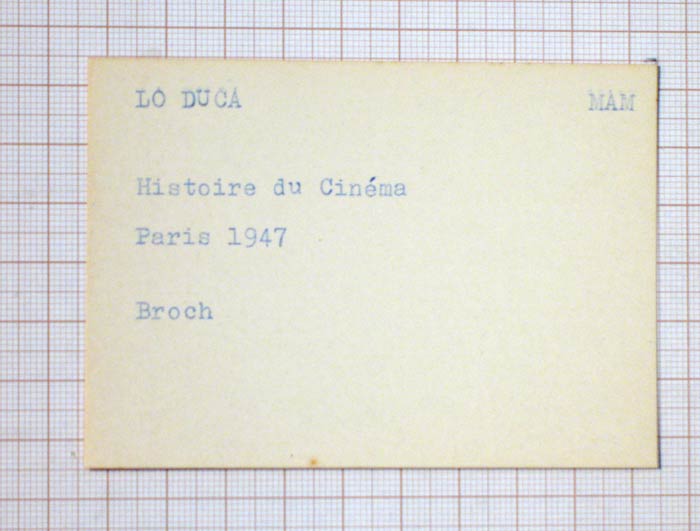 LO DUCA MAM
Histoire du Cinéma
Paris 1947
Broch